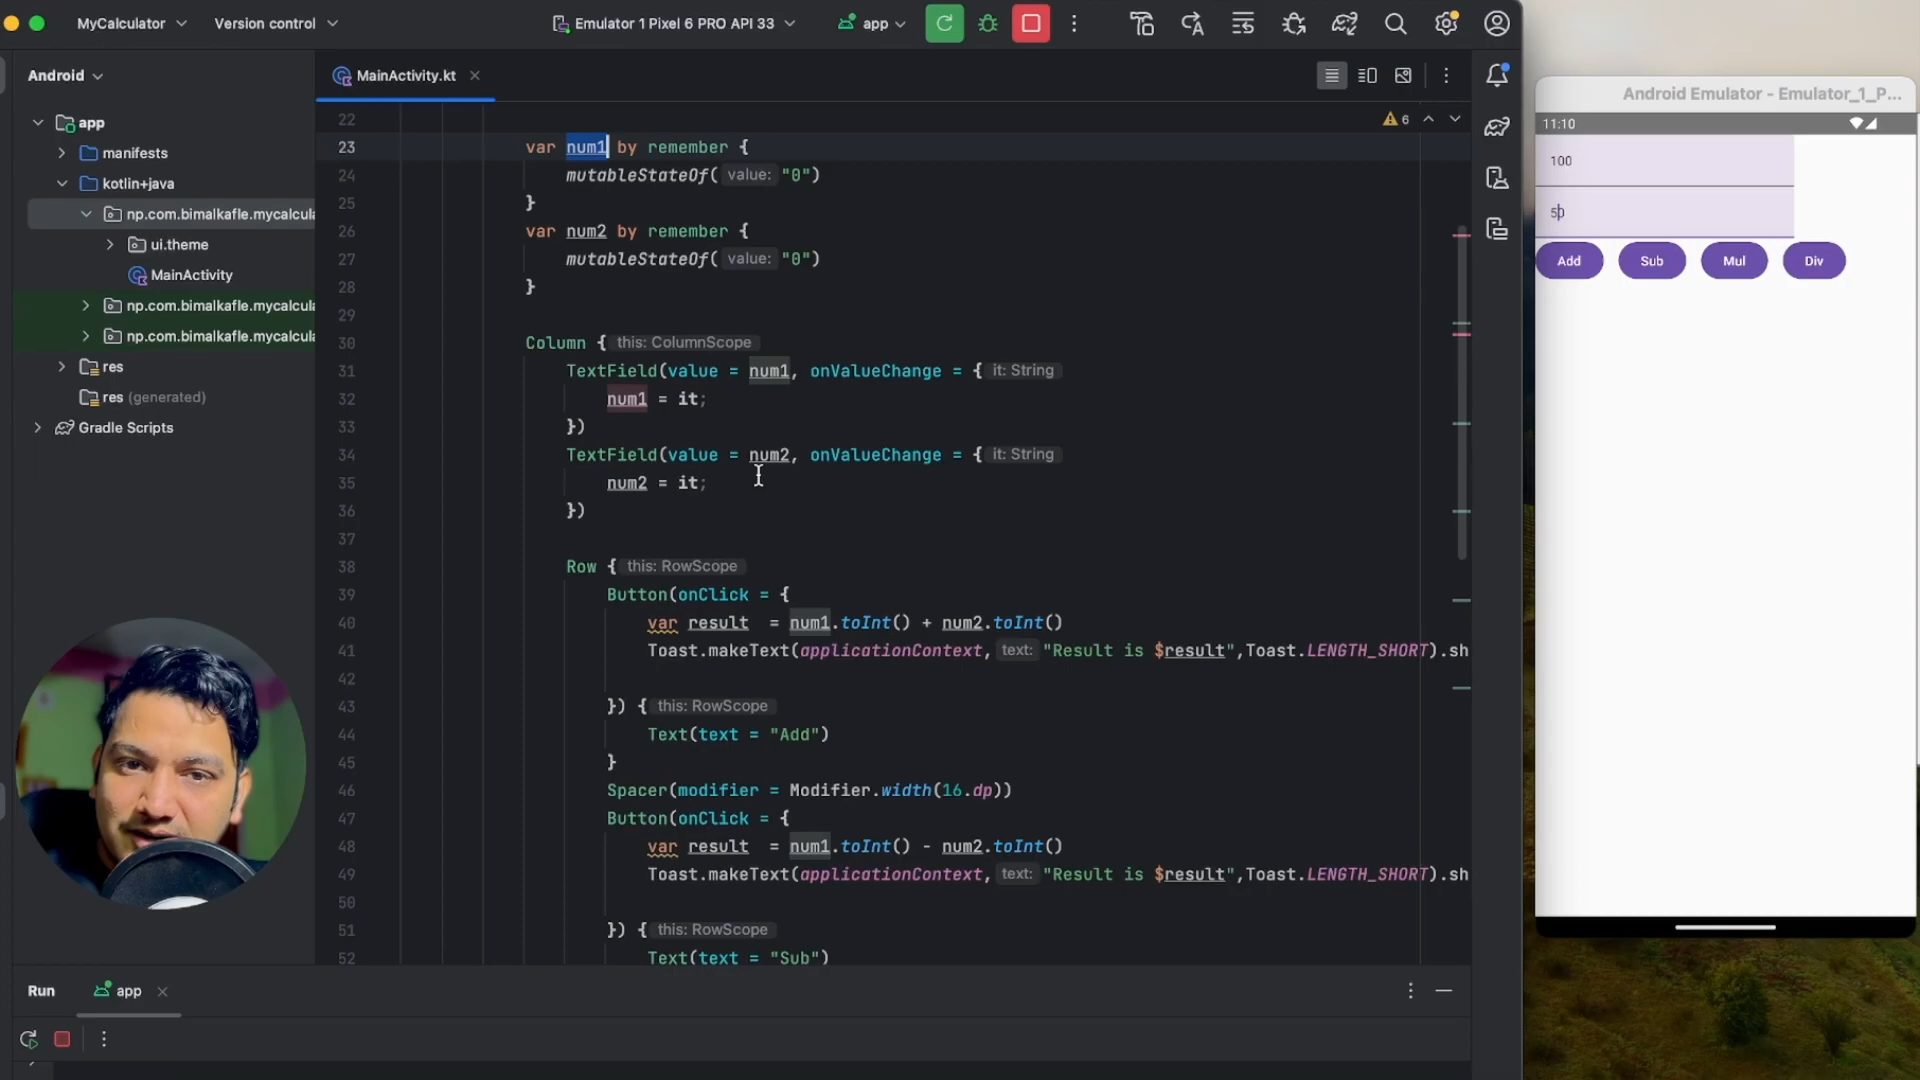 MyCalculator
Version control
Emulator 1 Pixel 6 PRO API 33
app
Android
MainActivity.kt
app
manifests
kotlin+java
np.com.bimalkafle.mycalcula
ui.theme
MainActivity
np.com.bimalkafle.mycalcula
np.com.bimalkafle.mycalcula
res
res (generated)
Gradle Scripts
6
22
23 var num1 by remember {
24 mutableStateOf( value: "0")
25 }
26 var num2 by remember {
27 mutableStateOf( value: "0")
28 }
29
30 Column { this: ColumnScope
31 TextField(value = num1, onValueChange = { it: String
32 num1 = it;
33 })
34 TextField(value = num2, onValueChange = { it: String
35 num2 = it;
36 })
37
38 Row { this: RowScope
39 Button(onClick = {
40 var result = num1.toInt() + num2.toInt()
41 Toast.makeText(applicationContext, text: "Result is $result",Toast.LENGTH_SHORT).sh
42
43 }) { this: RowScope
44 Text(text = "Add")
45 }
46 Spacer(modifier = Modifier.width(16.dp))
47 Button(onClick = {
48 var result = num1.toInt() - num2.toInt()
49 Toast.makeText(applicationContext, text: "Result is $result",Toast.LENGTH_SHORT).sh
50
51 }) { this: RowScope
52 Text(text = "Sub")
Run
app
Android Emulator - Emulator_1_P...
11:10
100
50
Add Sub Mul Div